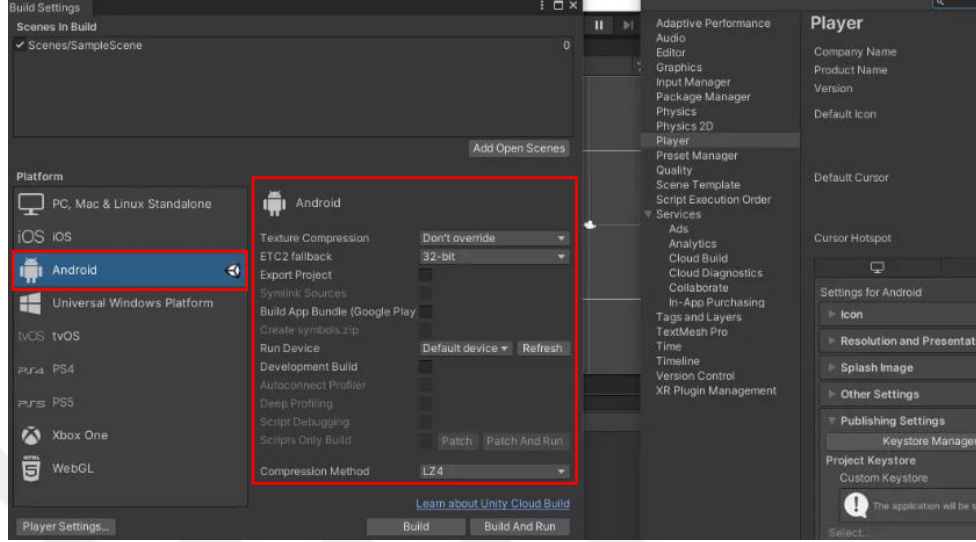 Build Settings
Scenes In Build
Scenes/SampleScene 0
Add Open Scenes
Platform
PC, Mac & Linux Standalone
iOS iOS
Android
Universal Windows Platform
tvOS tvOS
PS4 PS4
PS5 PS5
Xbox One
HTML 5 WebGL
Player Settings...
Android
Texture Compression Don't override
ETC2 fallback 32-bit
Export Project
Symlink Sources
Build App Bundle (Google Play
Create symbols.zip
Run Device Default device Refresh
Development Build
Autoconnect Profiler
Deep Profiling
Script Debugging
Scripts Only Build Patch Patch And Run
Compression Method LZ4
Learn about Unity Cloud Build
Build Build And Run
Adaptive Performance
Audio
Editor
Graphics
Input Manager
Package Manager
Physics
Physics 2D
Player
Preset Manager
Quality
Scene Template
Script Execution Order
Services
Ads
Analytics
Cloud Build
Cloud Diagnostics
Collaborate
In-App Purchasing
Tags and Layers
TextMesh Pro
Time
Timeline
Version Control
XR Plugin Management
Player
Company Name
Product Name
Version
Default Icon
Default Cursor
Cursor Hotspot
Settings for Android
Icon
Resolution and Presentat
Splash Image
Other Settings
Publishing Settings
Keystore Manager
Project Keystore
Custom Keystore
The application will be s
Select...